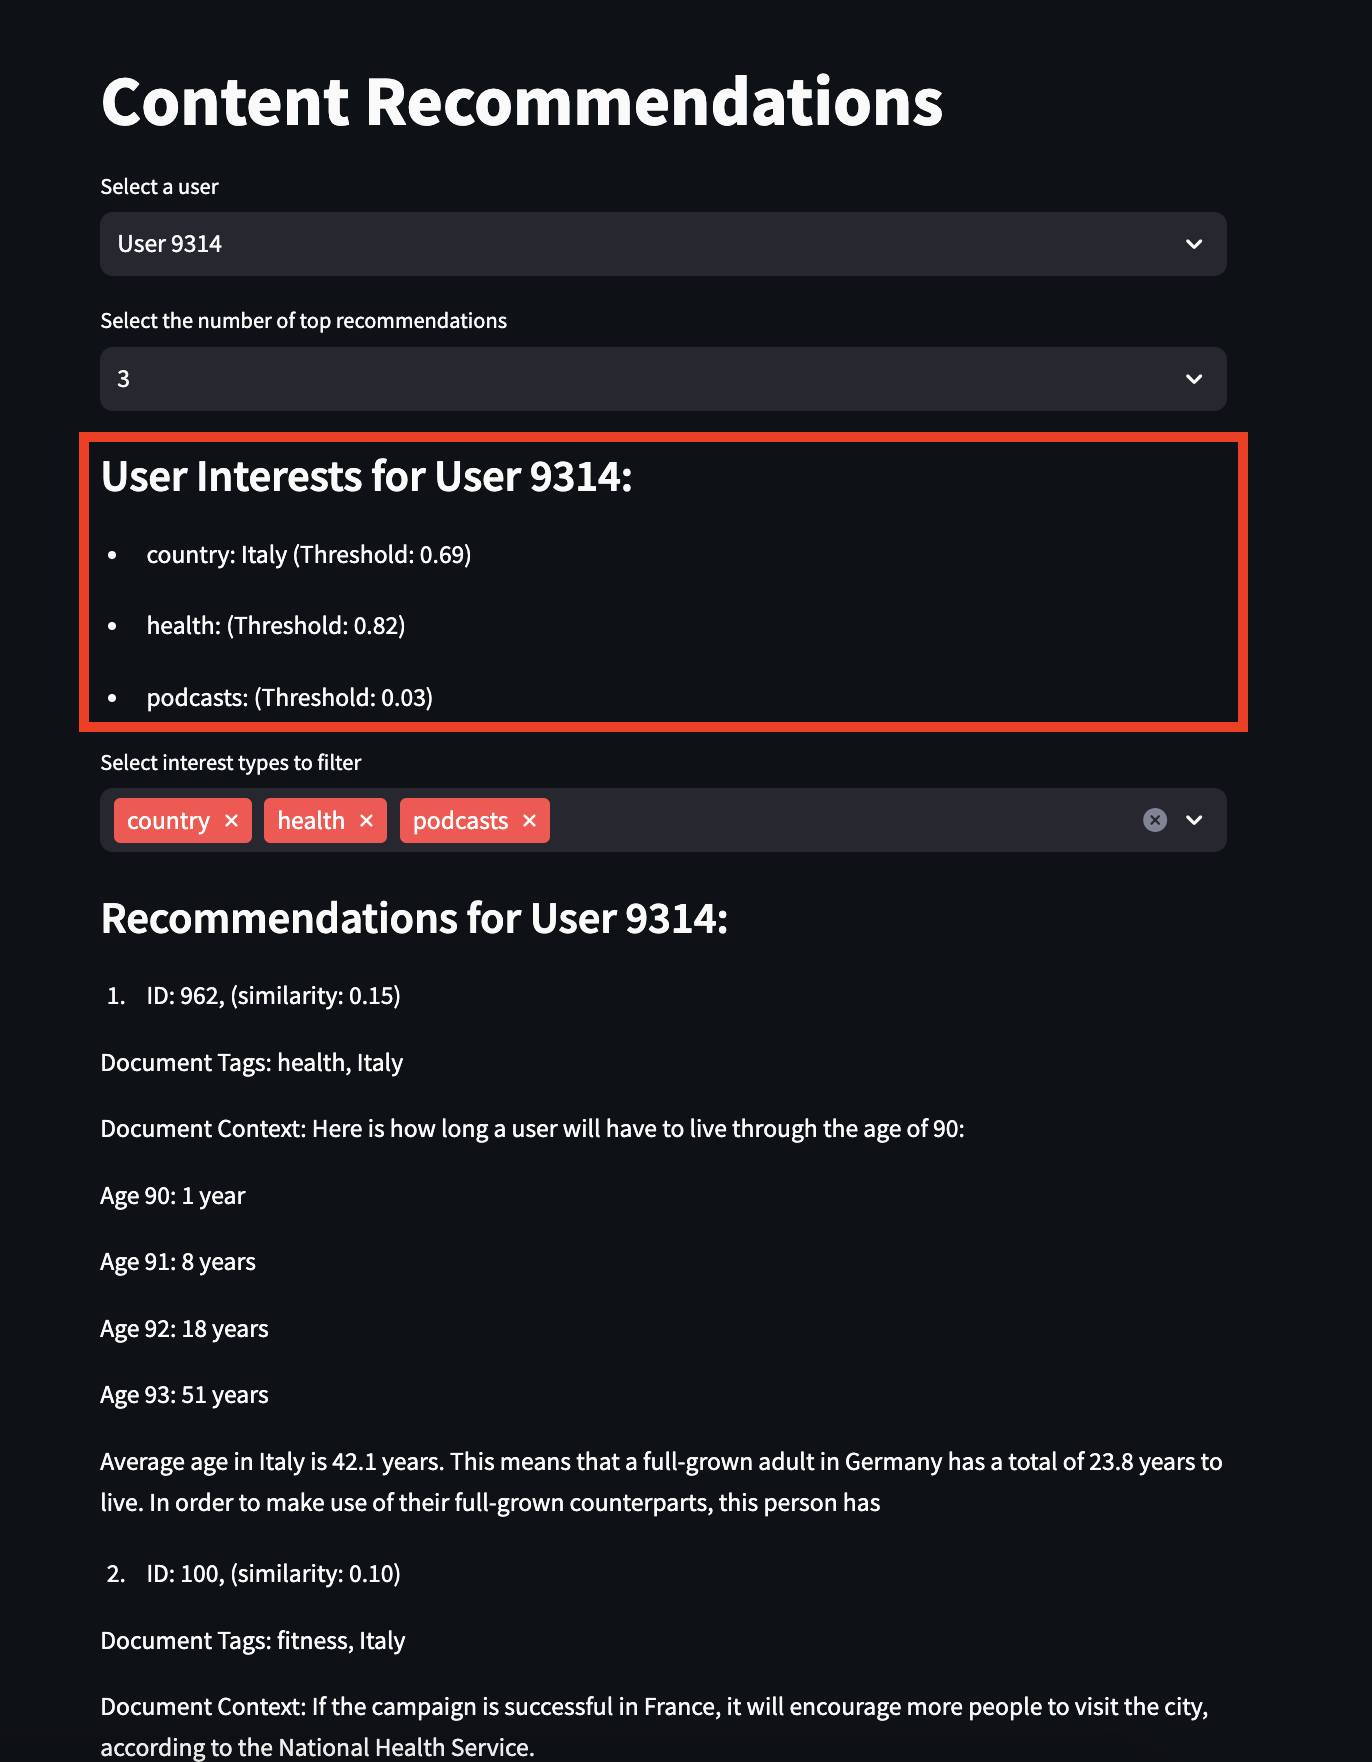 Content Recommendations
Select a user
User 9314
Select the number of top recommendations
3
User Interests for User 9314:
• country: Italy (Threshold: 0.69)
• health: (Threshold: 0.82)
• podcasts: (Threshold: 0.03)
Select interest types to filter
country × health × podcasts ×
Recommendations for User 9314:
1. ID: 962, (similarity: 0.15)
Document Tags: health, Italy
Document Context: Here is how long a user will have to live through the age of 90:
Age 90: 1 year
Age 91: 8 years
Age 92: 18 years
Age 93: 51 years
Average age in Italy is 42.1 years. This means that a full-grown adult in Germany has a total of 23.8 years to
live. In order to make use of their full-grown counterparts, this person has
2. ID: 100, (similarity: 0.10)
Document Tags: fitness, Italy
Document Context: If the campaign is successful in France, it will encourage more people to visit the city,
according to the National Health Service.